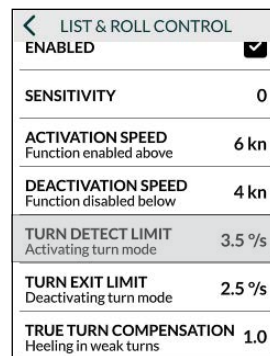 LIST & ROLL CONTROL
ENABLED
SENSITIVITY 0
ACTIVATION SPEED
Function enabled above 6 kn
DEACTIVATION SPEED
Function disabled below 4 kn
TURN DETECT LIMIT
Activating turn mode 3.5 °/s
TURN EXIT LIMIT
Deactivating turn mode 2.5 °/s
TRUE TURN COMPENSATION 1.0
Heeling in weak turns